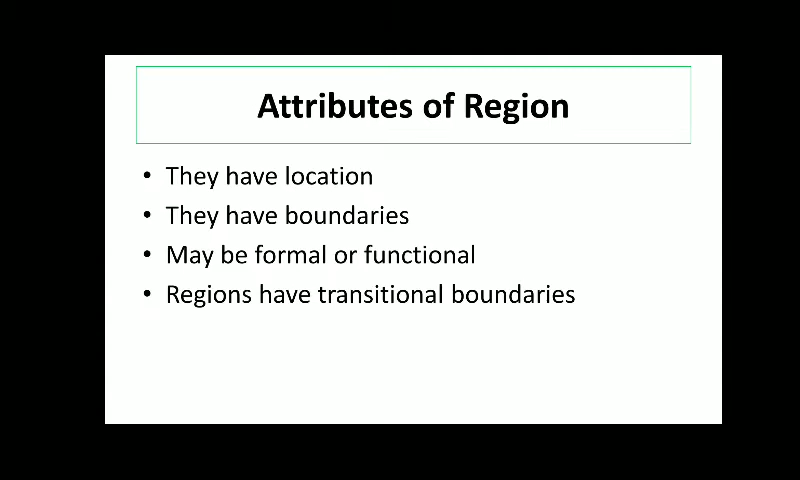 Attributes of Region
• They have location
• They have boundaries
• May be formal or functional
• Regions have transitional boundaries